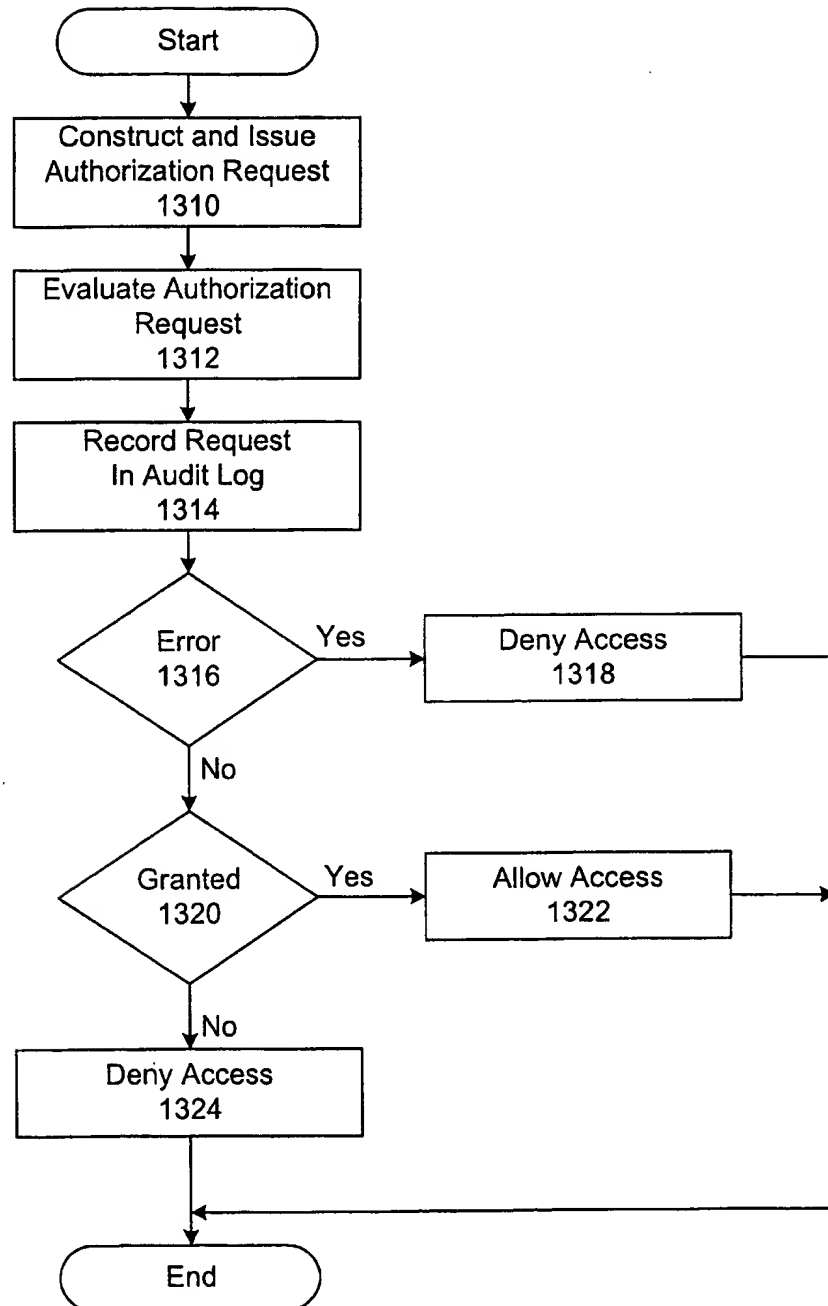 Start
Construct and Issue
Authorization Request
1310
Evaluate Authorization
Request
1312
Record Request
In Audit Log
1314
Error
1316
Yes
Deny Access
1318
No
Granted
1320
Yes
Allow Access
1322
No
Deny Access
1324
End